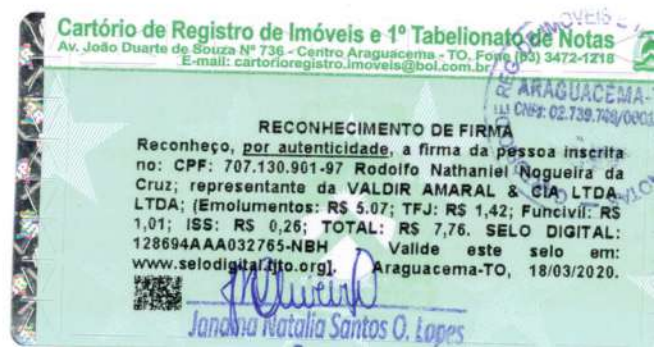 Cartório de Registro de Imóveis e 1º Tabelionato de Notas
Av. João Duarte de Souza Nº 736 - Centro Araguacema - TO. Fone (63) 3472-1218
E-mail: cartorioregistro.imoveis@bol.com.br
ARAGUACEMA-
CNPJ: 02.739.748/0001
RECONHECIMENTO DE FIRMA
Reconheço, por autenticidade, a firma da pessoa inscrita
no: CPF: 707.130.901-97 Rodolfo Nathaniel Nogueira da
Cruz; representante da VALDIR AMARAL & CIA LTDA
LTDA; (Emolumentos: R$ 5.07; TFJ: R$ 1,42; Funcivil: R$
1,01; ISS: R$ 0,26; TOTAL: R$ 7,76. SELO DIGITAL:
128694AAA032765-NBH Valide este selo em:
www.selodigital.tjto.org]. Araguacema-TO, 18/03/2020.
Janaina Natalia Santos O. Lopes